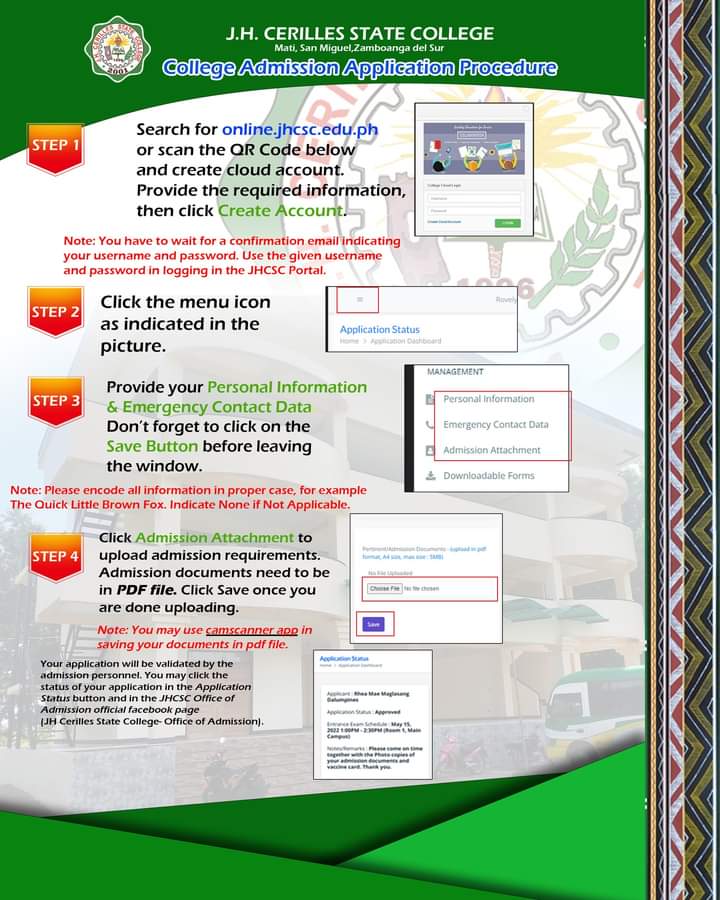 J.H. CERILLES STATE COLLEGE
Mati, San Miguel,Zamboanga del Sur
College Admission Application Procedure
J.H. CERILLES STATE COLLEGE
2001
STEP 1
Search for online.jhcsc.edu.ph
or scan the QR Code below
and create cloud account.
Provide the required information,
then click Create Account.
College Cloud Login
Username
Password
Create Cloud Account
LOGIN
Note: You have to wait for a confirmation email indicating
your username and password. Use the given username
and password in logging in the JHCSC Portal.
STEP 2
Click the menu icon
as indicated in the
picture.
Rovely
Application Status
Home > Application Dashboard
STEP 3
Provide your Personal Information
& Emergency Contact Data
Don't forget to click on the
Save Button before leaving
the window.
MANAGEMENT
Personal Information
Emergency Contact Data
Admission Attachment
Downloadable Forms
Note: Please encode all information in proper case, for example
The Quick Little Brown Fox. Indicate None if Not Applicable.
STEP 4
Click Admission Attachment to
upload admission requirements.
Admission documents need to be
in PDF file. Click Save once you
are done uploading.
Note: You may use camscanner app in
saving your documents in pdf file.
Pertinent/Admission Documents - (upload in pdf
format, A4 size, max size : 5MB)
No File Uploaded
Choose File No file chosen
Save
Your application will be validated by the
admission personnel. You may click the
status of your application in the Application
Status button and in the JHCSC Office of
Admission official facebook page
(JH Cerilles State College- Office of Admission).
Application Status
Home > Application Dashboard
Applicant : Rhea Mae Maglasang
Dalumpines
Application Status : Approved
Entrance Exam Schedule : May 15,
2022 1:00PM - 2:30PM (Room 1, Main
Campus)
Notes/Remarks : Please come on time
together with the Photo copies of
your admission documents and
vaccine card. Thank you.